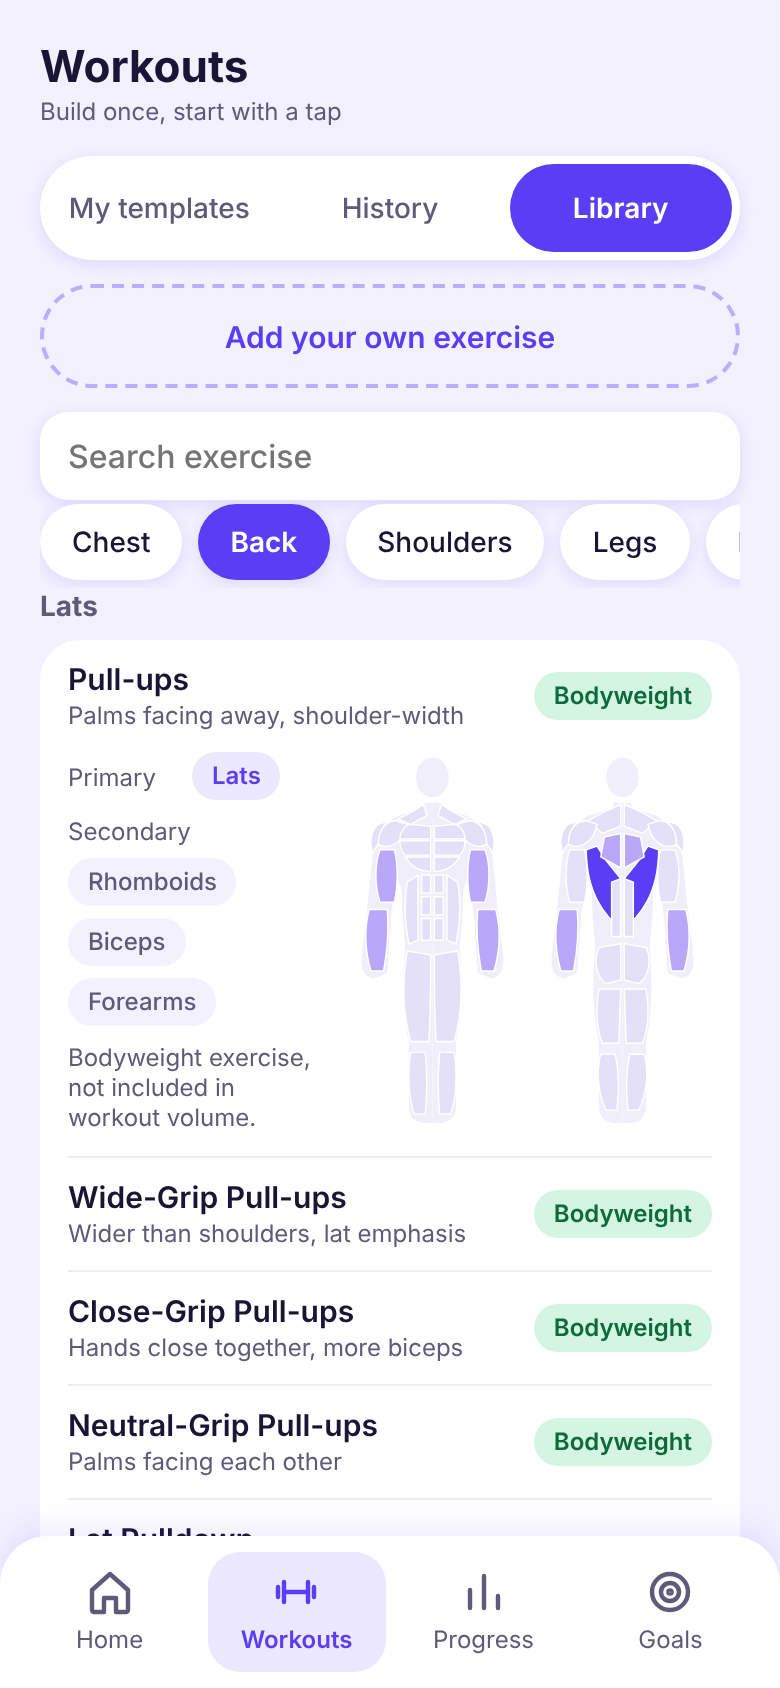 Workouts
Build once, start with a tap
My templates
History
Library
Add your own exercise
Search exercise
Chest
Back
Shoulders
Legs
Lats
Pull-ups
Palms facing away, shoulder-width
Bodyweight
Primary
Lats
Secondary
Rhomboids
Biceps
Forearms
Bodyweight exercise,
not included in
workout volume.
Wide-Grip Pull-ups
Wider than shoulders, lat emphasis
Bodyweight
Close-Grip Pull-ups
Hands close together, more biceps
Bodyweight
Neutral-Grip Pull-ups
Palms facing each other
Bodyweight
Lat Pulldown
Home
Workouts
Progress
Goals